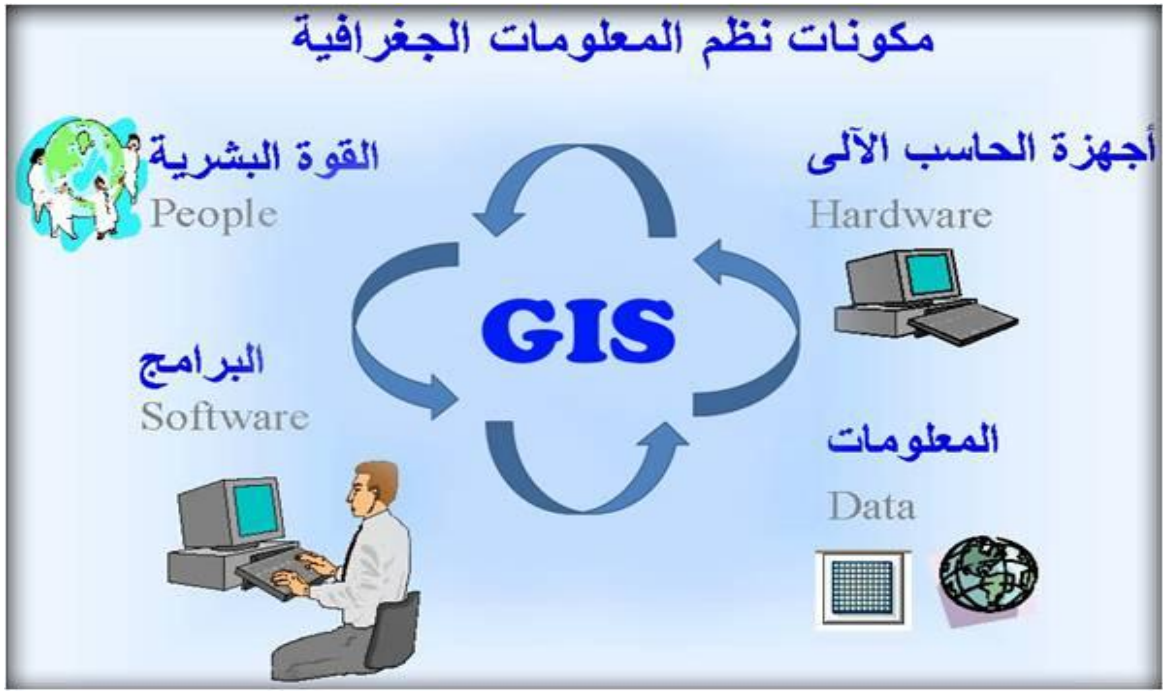 مكونات نظم المعلومات الجغرافية
أجهزة الحاسب الآلى
Hardware
القوة البشرية
People
GIS
البرامج
Software
المعلومات
Data